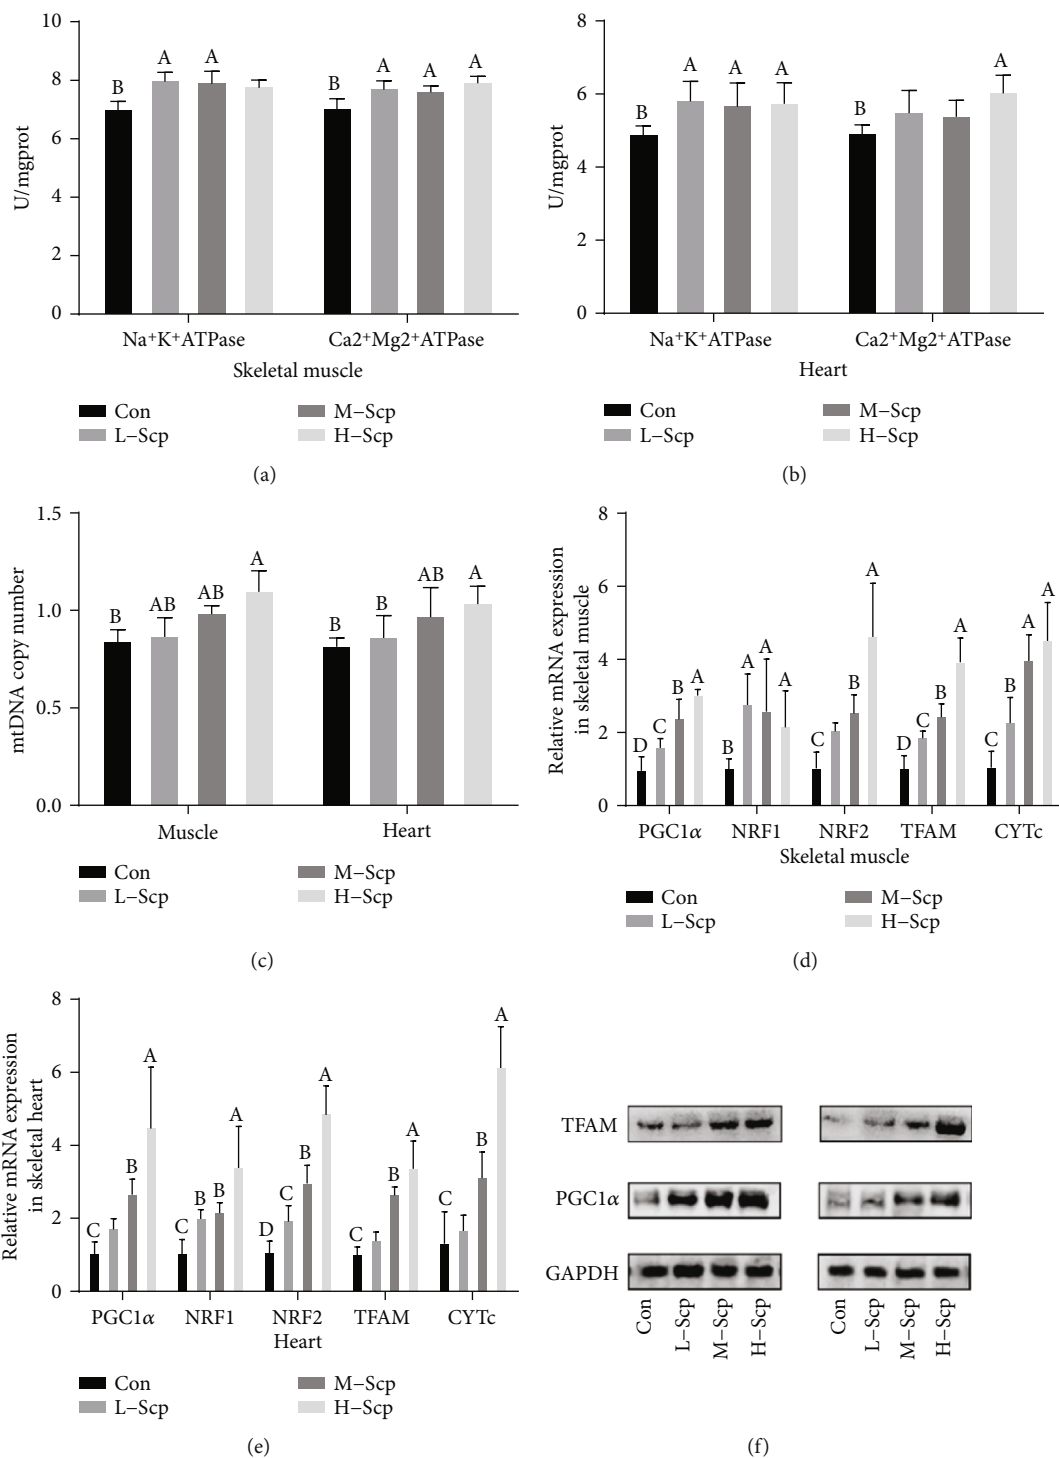 10
8
6
4
2
0
U/mgprot
B A A
B A A A
Na+K+ATPase Ca2+Mg2+ATPase
Skeletal muscle
Con M−Scp
L−Scp H−Scp
(a)
8
6
4
2
0
U/mgprot
B A A A
B A
Na+K+ATPase Ca2+Mg2+ATPase
Heart
Con M−Scp
L−Scp H−Scp
(b)
1.5
1.0
0.5
0.0
mtDNA copy number
B AB AB A
B B AB A
Muscle Heart
Con M−Scp
L−Scp H−Scp
(c)
8
6
4
2
0
Relative mRNA expression
in skeletal muscle
D C B A
B A A A
C B A
D C B A
C B A A
PGC1α NRF1 NRF2 TFAM CYTc
Skeletal muscle
Con M−Scp
L−Scp H−Scp
(d)
8
6
4
2
0
Relative mRNA expression
in skeletal heart
C B A
C B B A
D C B A
C B A
C B A
PGC1α NRF1 NRF2 TFAM CYTc
Heart
Con M−Scp
L−Scp H−Scp
(e)
TFAM
PGC1α
GAPDH
Con L−Scp M−Scp H−Scp Con L−Scp M−Scp H−Scp
(f)